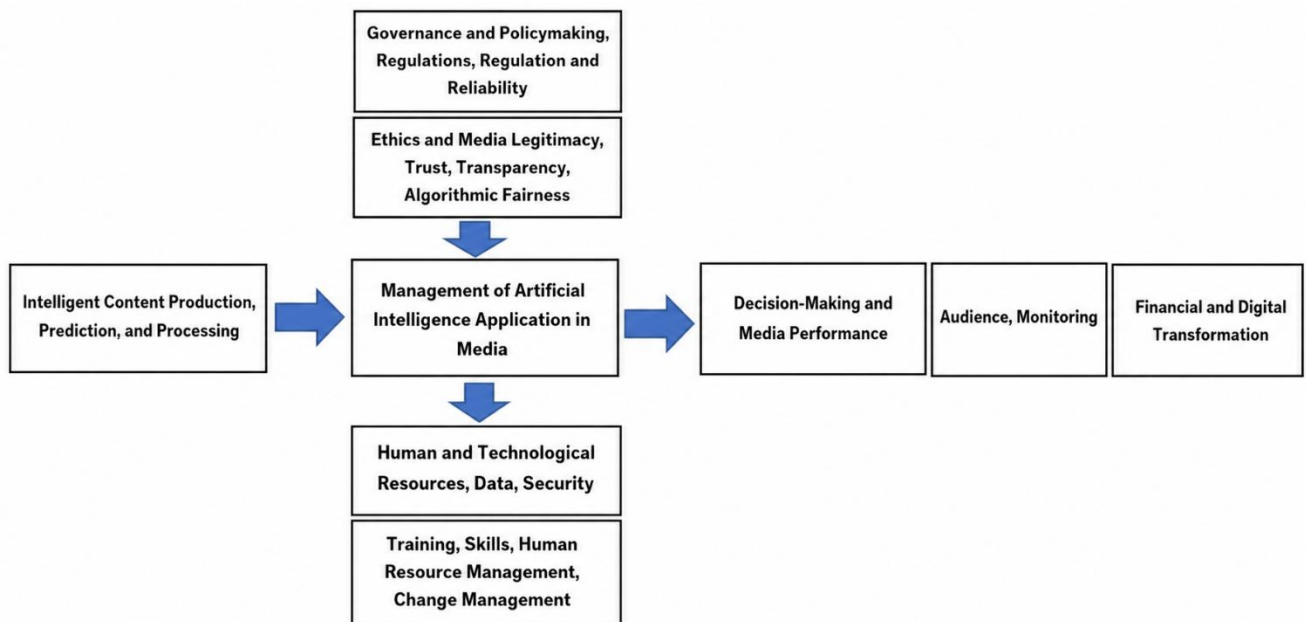 Governance and Policymaking,
Regulations, Regulation and
Reliability
Ethics and Media Legitimacy,
Trust, Transparency,
Algorithmic Fairness
Intelligent Content Production,
Prediction, and Processing
Management of Artificial
Intelligence Application in
Media
Decision-Making and
Media Performance
Audience, Monitoring
Financial and Digital
Transformation
Human and Technological
Resources, Data, Security
Training, Skills, Human
Resource Management,
Change Management